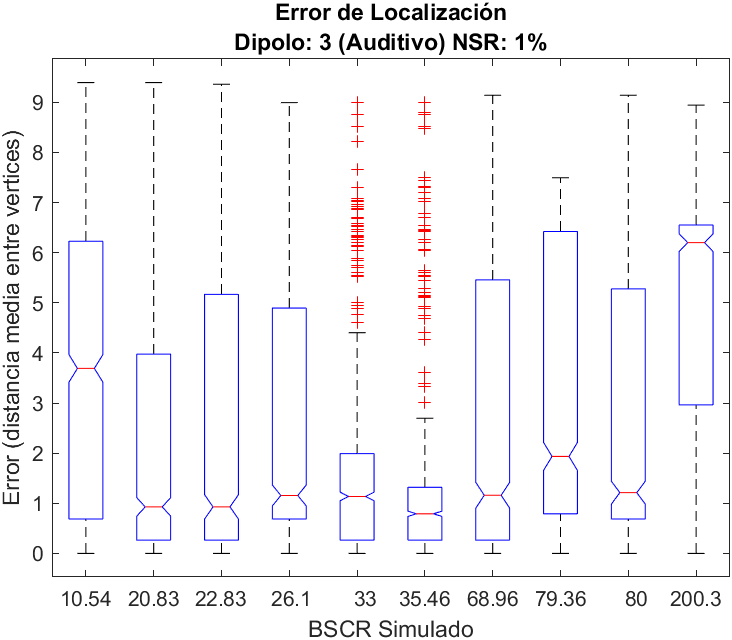 Error de Localización
Dipolo: 3 (Auditivo) NSR: 1%
Error (distancia media entre vertices)
9
8
7
6
5
4
3
2
1
0
10.54 20.83 22.83 26.1 33 35.46 68.96 79.36 80 200.3
BSCR Simulado